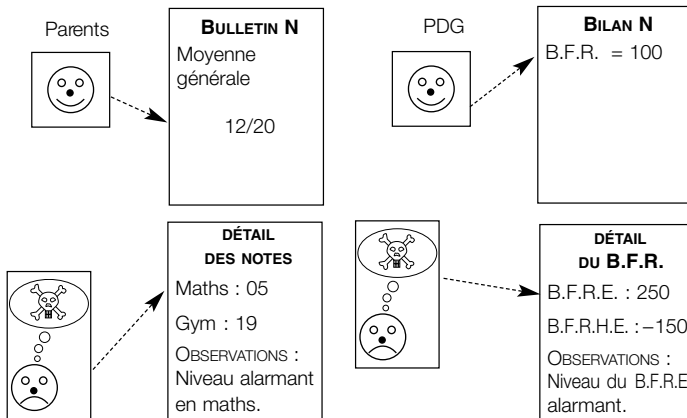 Parents
BULLETIN N
Moyenne
générale
12/20
PDG
BILAN N
B.F.R. = 100
DÉTAIL
DES NOTES
Maths : 05
Gym : 19
OBSERVATIONS :
Niveau alarmant
en maths.
DÉTAIL
DU B.F.R.
B.F.R.E. : 250
B.F.R.H.E. : –150
OBSERVATIONS :
Niveau du B.F.R.E
alarmant.